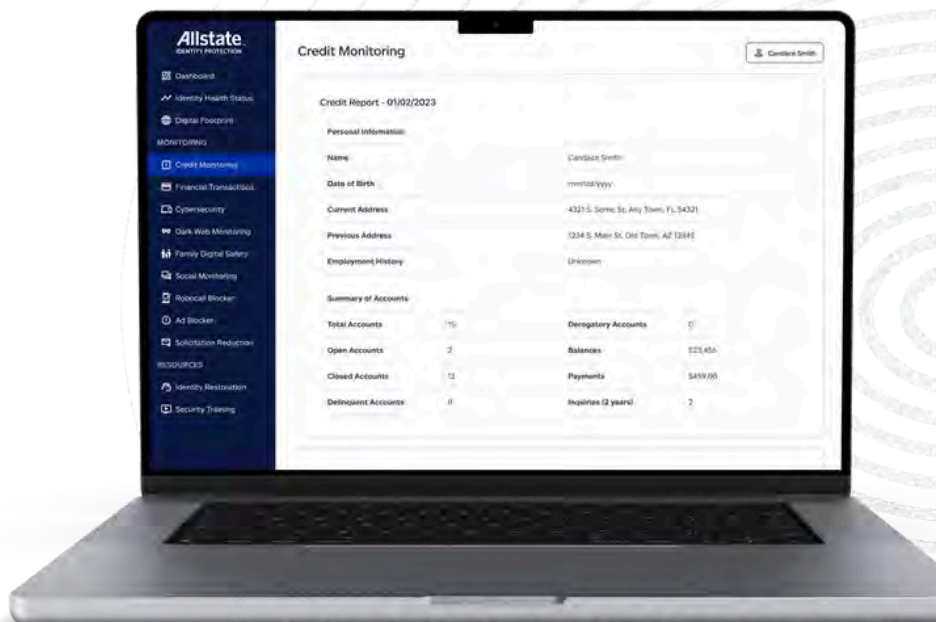 Allstate
IDENTITY PROTECTION
Dashboard
Identity Health Status
Digital Footprint
MONITORING
Credit Monitoring
Financial Transactions
Cybersecurity
Dark Web Monitoring
Family Digital Safety
Social Monitoring
Robocall Blocker
Ad Blocker
Solicitation Reduction
RESOURCES
Identity Restoration
Security Training
Credit Monitoring
Candace Smith
Credit Report - 01/02/2023
Personal Information
Name Candace Smith
Date of Birth mm/dd/yyyy
Current Address 4321 S. Some St, Any Town, FL 54321
Previous Address 1234 S. Main St, Old Town, AZ 12345
Employment History Unknown
Summary of Accounts
Total Accounts 15 Derogatory Accounts 0
Open Accounts 2 Balances $23,456
Closed Accounts 12 Payments $459.00
Delinquent Accounts 0 Inquiries (2 years) 2